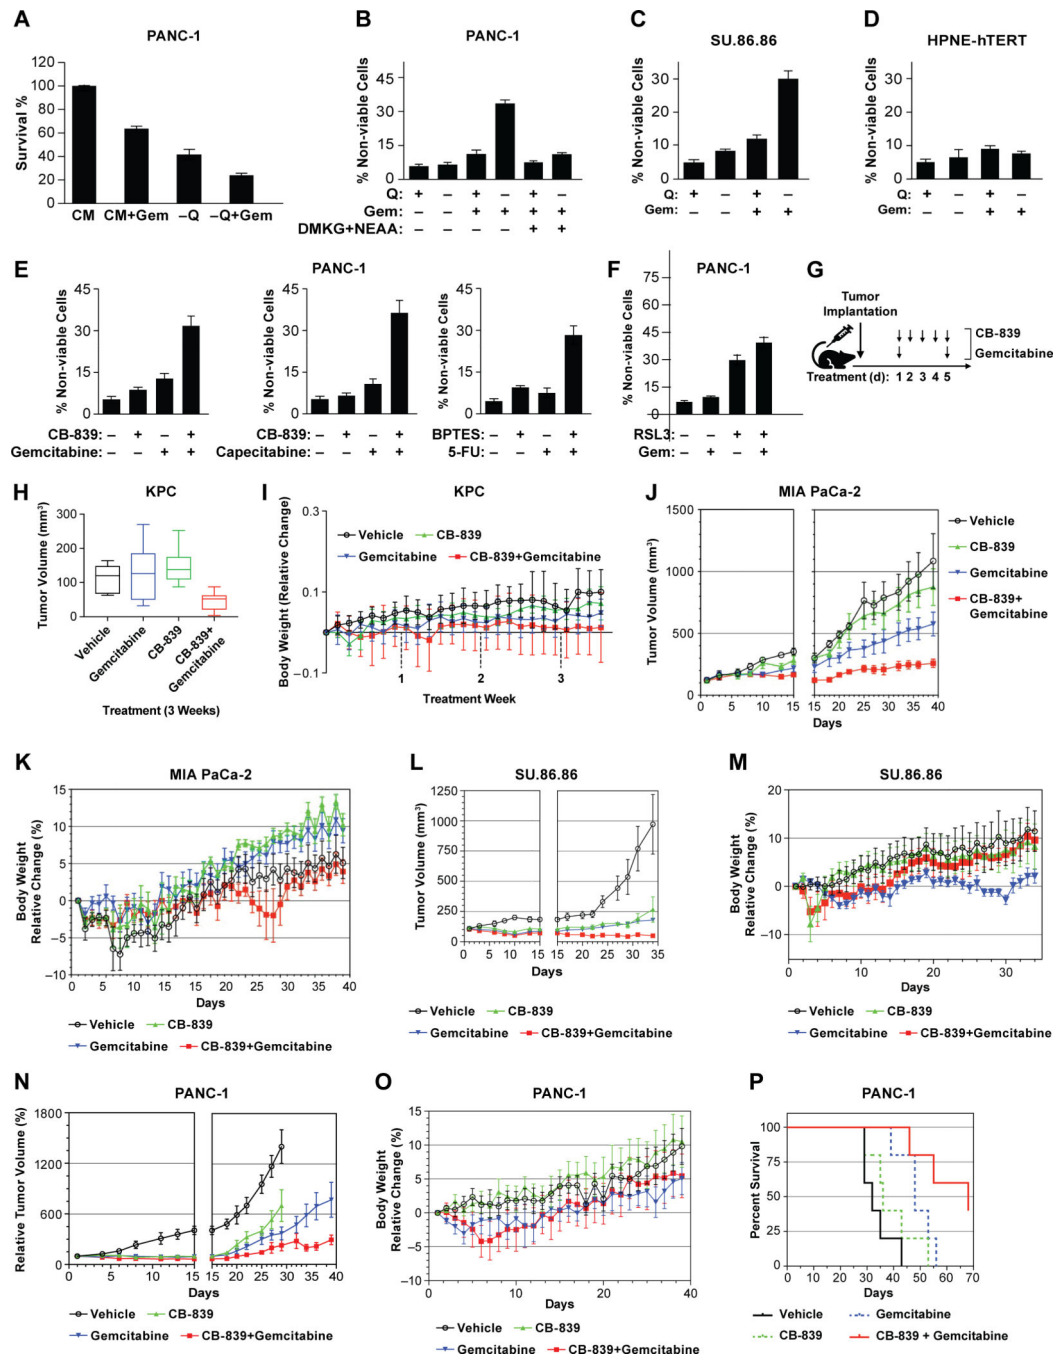 A
PANC-1
Survival %
120
100
80
60
40
20
0
CM
CM+Gem
–Q
–Q+Gem
B
PANC-1
% Non-viable Cells
45
30
15
0
Q: + – + – + –
Gem: – – + + – –
DMKG+NEAA: + +
C
SU.86.86
% Non-viable Cells
30
20
10
0
Q: + – + –
Gem: – – + +
D
HPNE-hTERT
% Non-viable Cells
30
20
10
0
Q: + – + –
Gem: – – + +
E
PANC-1
% Non-viable Cells
45
30
15
0
CB-839: – + – +
Gemcitabine: – – + +
% Non-viable Cells
45
30
15
0
CB-839: – + – +
Capecitabine: – – + +
% Non-viable Cells
45
30
15
0
BPTES: – + – +
5-FU: – – + +
F
PANC-1
% Non-viable Cells
75
60
45
30
15
0
RSL3: – – + +
Gem: – + – +
G
Tumor
Implantation
CB-839
Gemcitabine
Treatment (d): 1 2 3 4 5
H
KPC
Tumor Volume (mm³)
300
200
100
0
Vehicle
Gemcitabine
CB-839
CB-839+
Gemcitabine
Treatment (3 Weeks)
I
KPC
Body Weight (Relative Change)
0.3
0.1
–0.1
Vehicle
CB-839
Gemcitabine
CB-839+Gemcitabine
1 2 3
Treatment Week
J
MIA PaCa-2
Tumor Volume (mm³)
1500
1000
500
0
0 3 6 9 12 15
15 20 25 30 35 40
Days
Vehicle
CB-839
Gemcitabine
CB-839+
Gemcitabine
K
MIA PaCa-2
Body Weight
Relative Change (%)
15
10
5
0
–5
–10
Days
Vehicle
CB-839
Gemcitabine
CB-839+Gemcitabine
L
SU.86.86
Tumor Volume (mm³)
1250
1000
750
500
250
0
0 5 10 15
15 20 25 30 35
Days
Vehicle
CB-839
Gemcitabine
CB-839+Gemcitabine
M
SU.86.86
Body Weight
Relative Change (%)
20
10
0
–10
0 10 20 30
Days
Vehicle
CB-839
Gemcitabine
CB-839+Gemcitabine
N
PANC-1
Relative Tumor Volume (%)
1800
1200
600
0
0 5 10 15
15 20 25 30 35 40
Days
Vehicle
CB-839
Gemcitabine
CB-839+Gemcitabine
O
PANC-1
Body Weight
Relative Change (%)
15
10
5
0
–5
–10
0 10 20 30 40
Days
Vehicle
CB-839
Gemcitabine
CB-839+Gemcitabine
P
PANC-1
Percent Survival
100
75
50
25
0
0 10 20 30 40 50 60 70
Days
Vehicle
Gemcitabine
CB-839
CB-839 + Gemcitabine